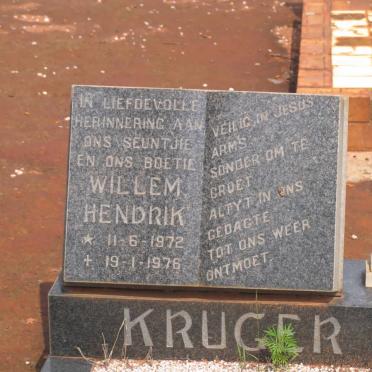 IN LIEFDEVOLLE
HERINNERING AAN
ONS SEUNTJIE
EN ONS BOETIE
WILLEM
HENDRIK
* 11-6-1972
+ 19-1-1976
VEILIG IN JESUS
ARMS
SONDER OM TE
GROET
ALTYT IN ONS
GEDAGTE
TOT ONS WEER
ONTMOET.
KRUGER